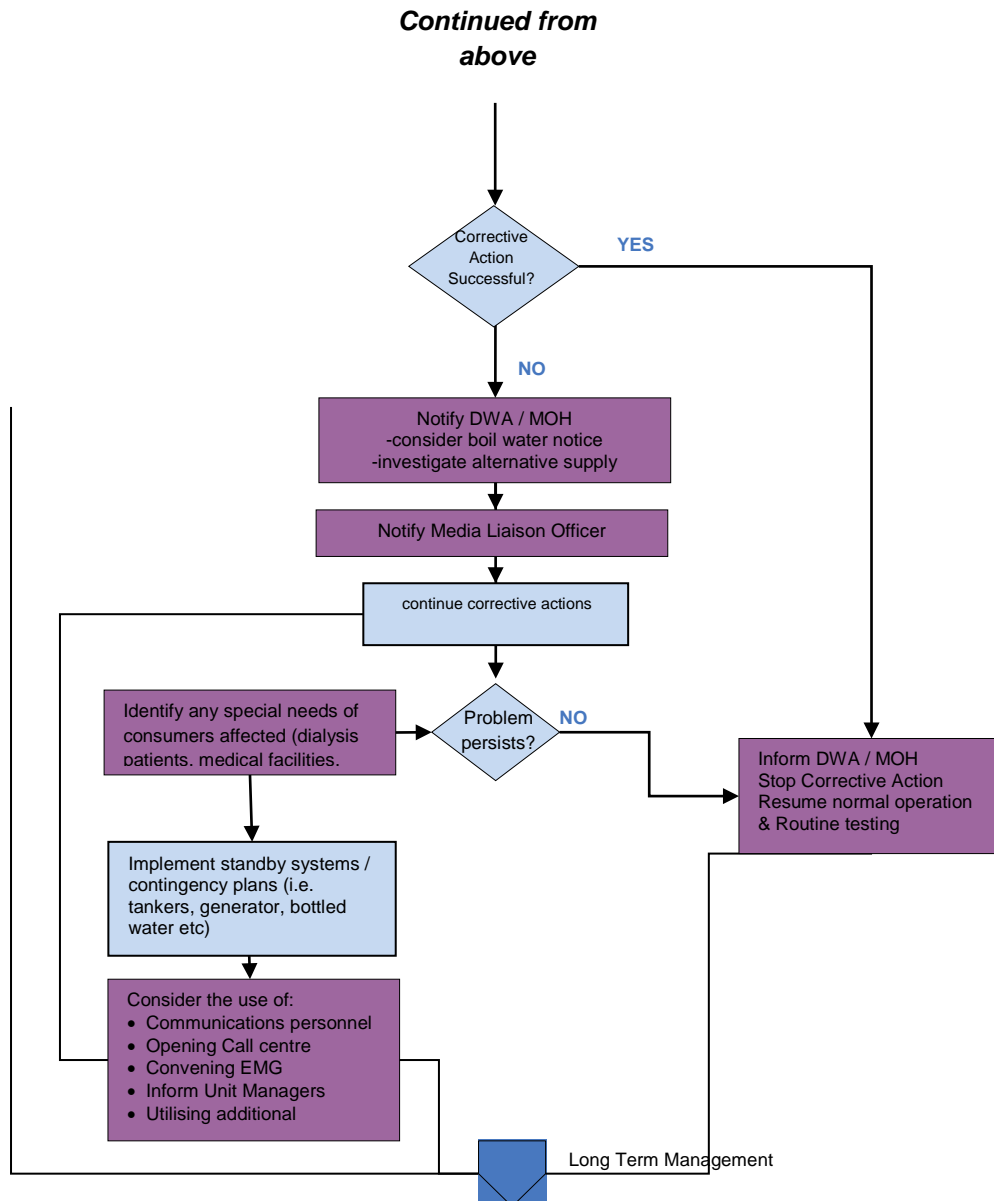 Continued from
above
Corrective
Action
Successful?
YES
NO
Notify DWA / MOH
-consider boil water notice
-investigate alternative supply
Notify Media Liaison Officer
continue corrective actions
Identify any special needs of
consumers affected (dialysis
patients, medical facilities,
Problem
persists?
NO
Inform DWA / MOH
Stop Corrective Action
Resume normal operation
& Routine testing
Implement standby systems /
contingency plans (i.e.
tankers, generator, bottled
water etc)
Consider the use of:
• Communications personnel
• Opening Call centre
• Convening EMG
• Inform Unit Managers
• Utilising additional
Long Term Management